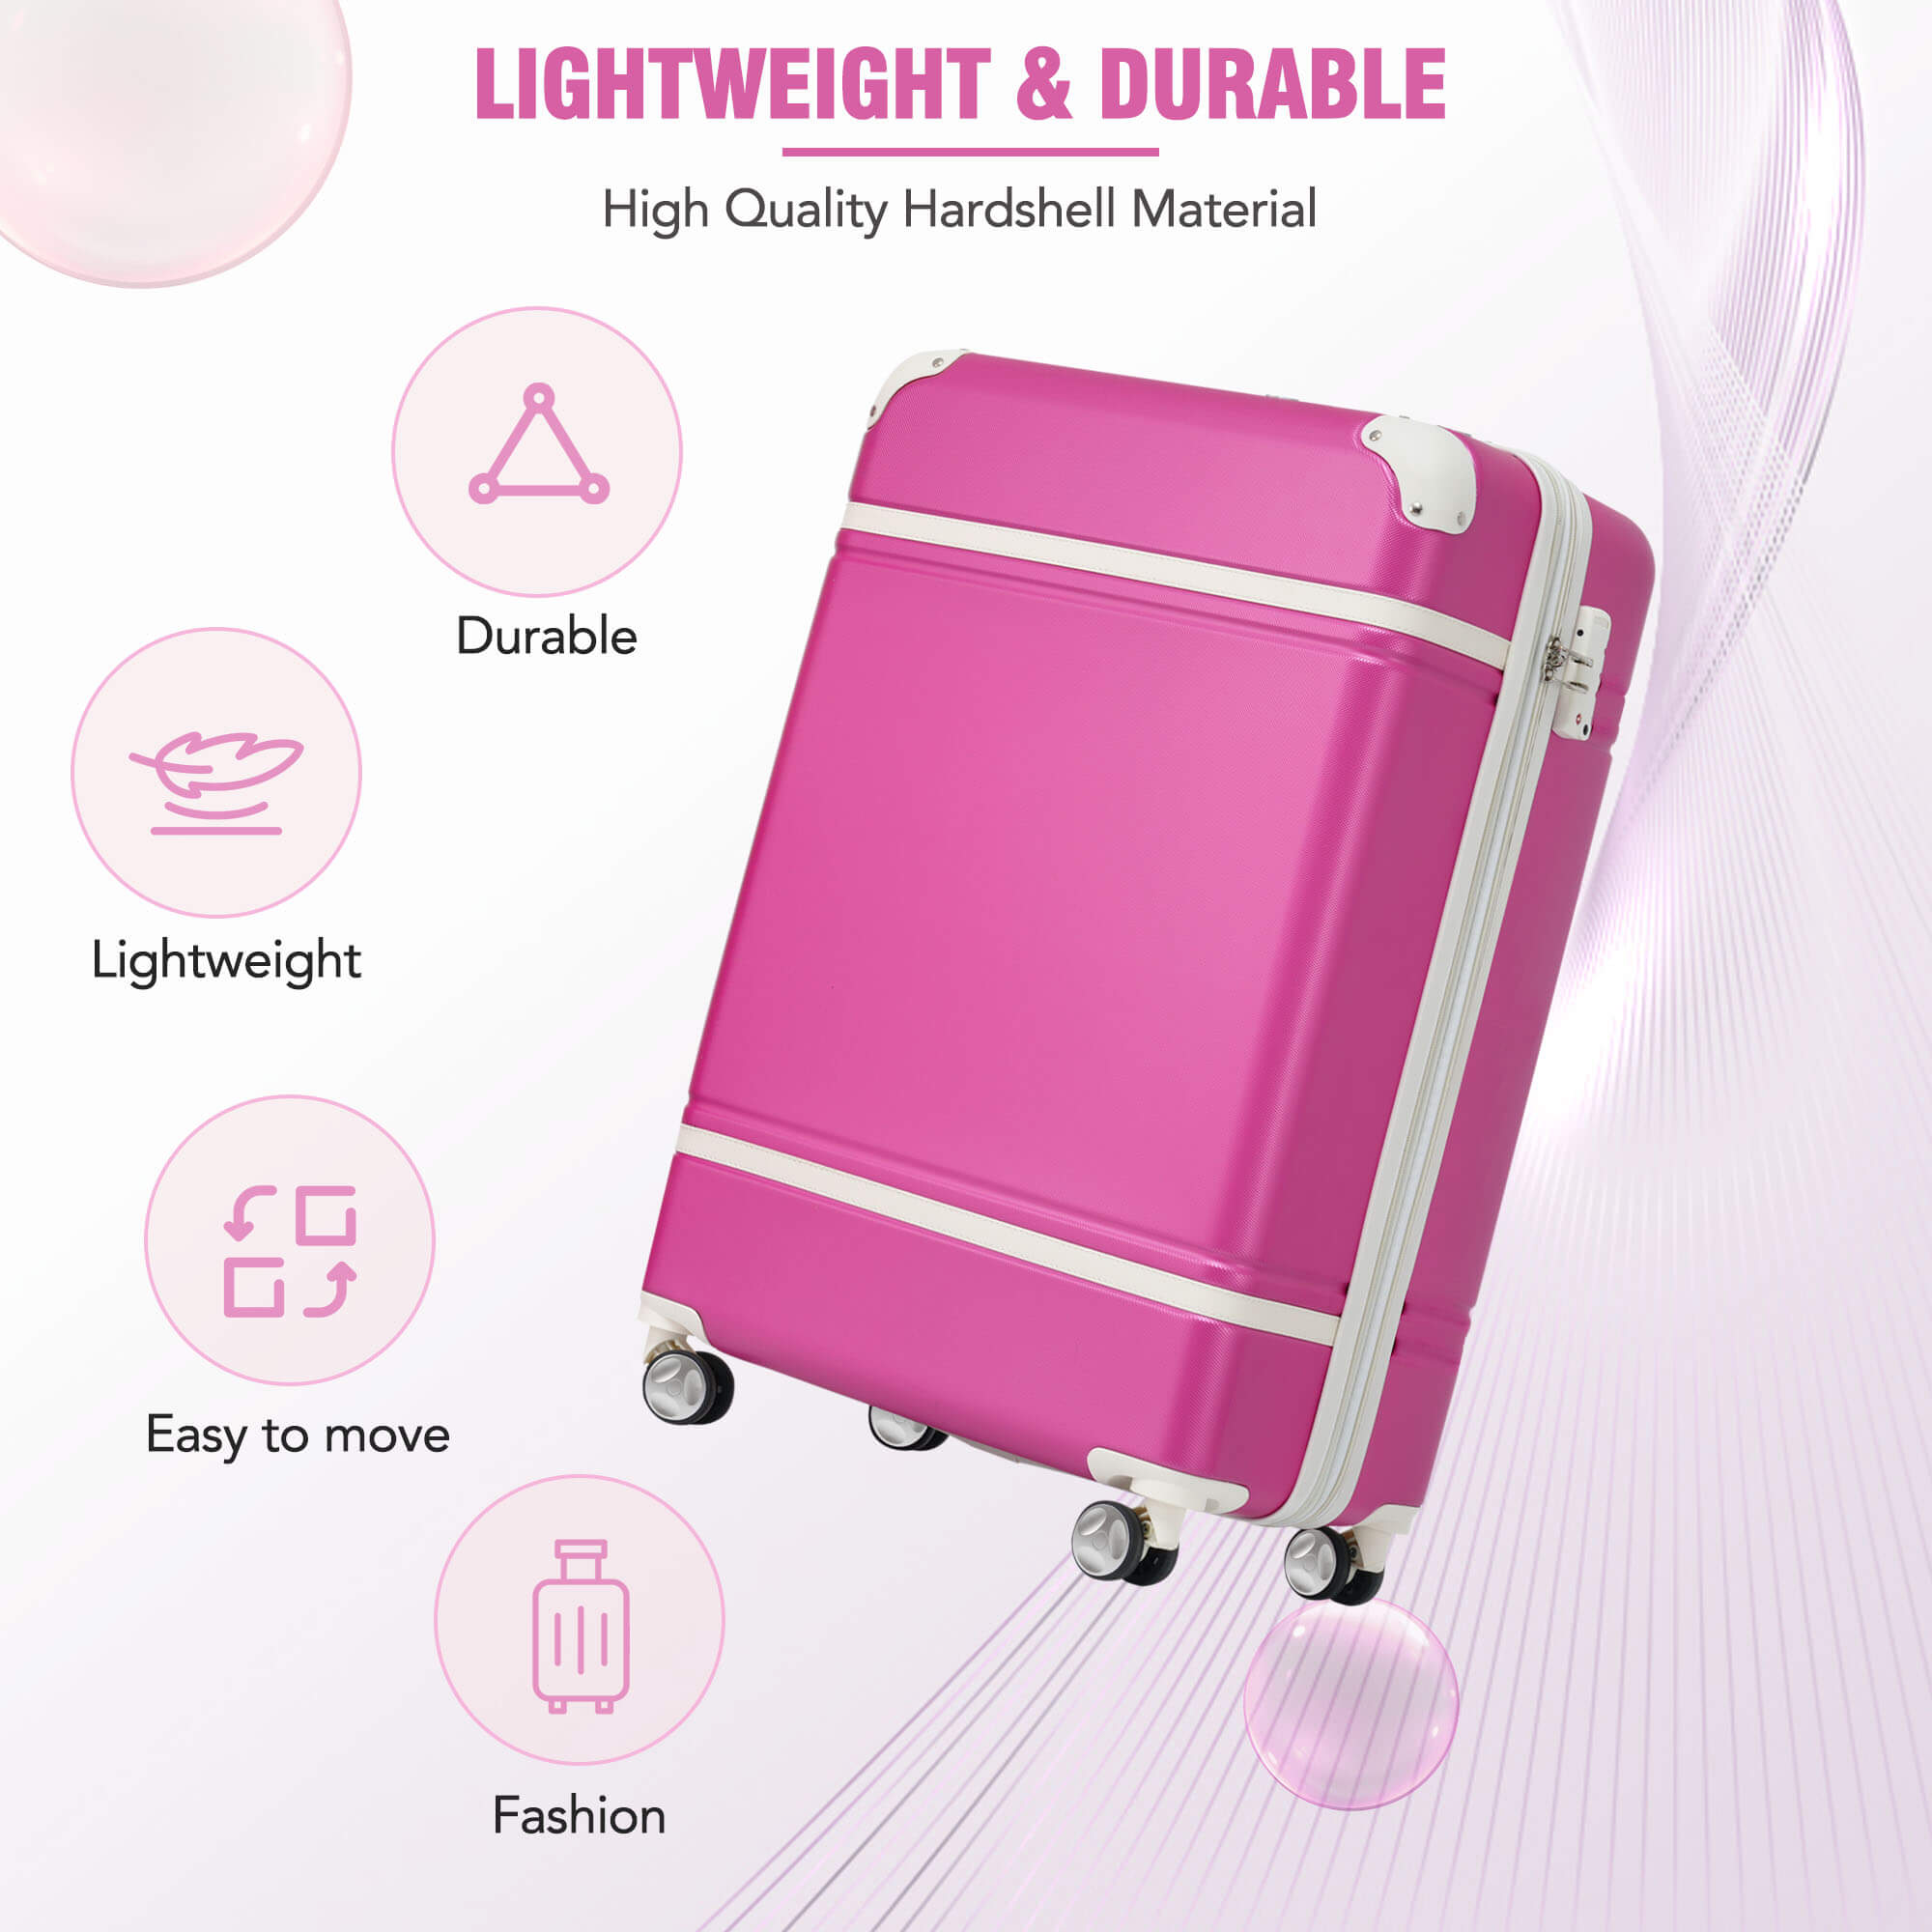 LIGHTWEIGHT & DURABLE
High Quality Hardshell Material
Durable
Lightweight
Easy to move
Fashion